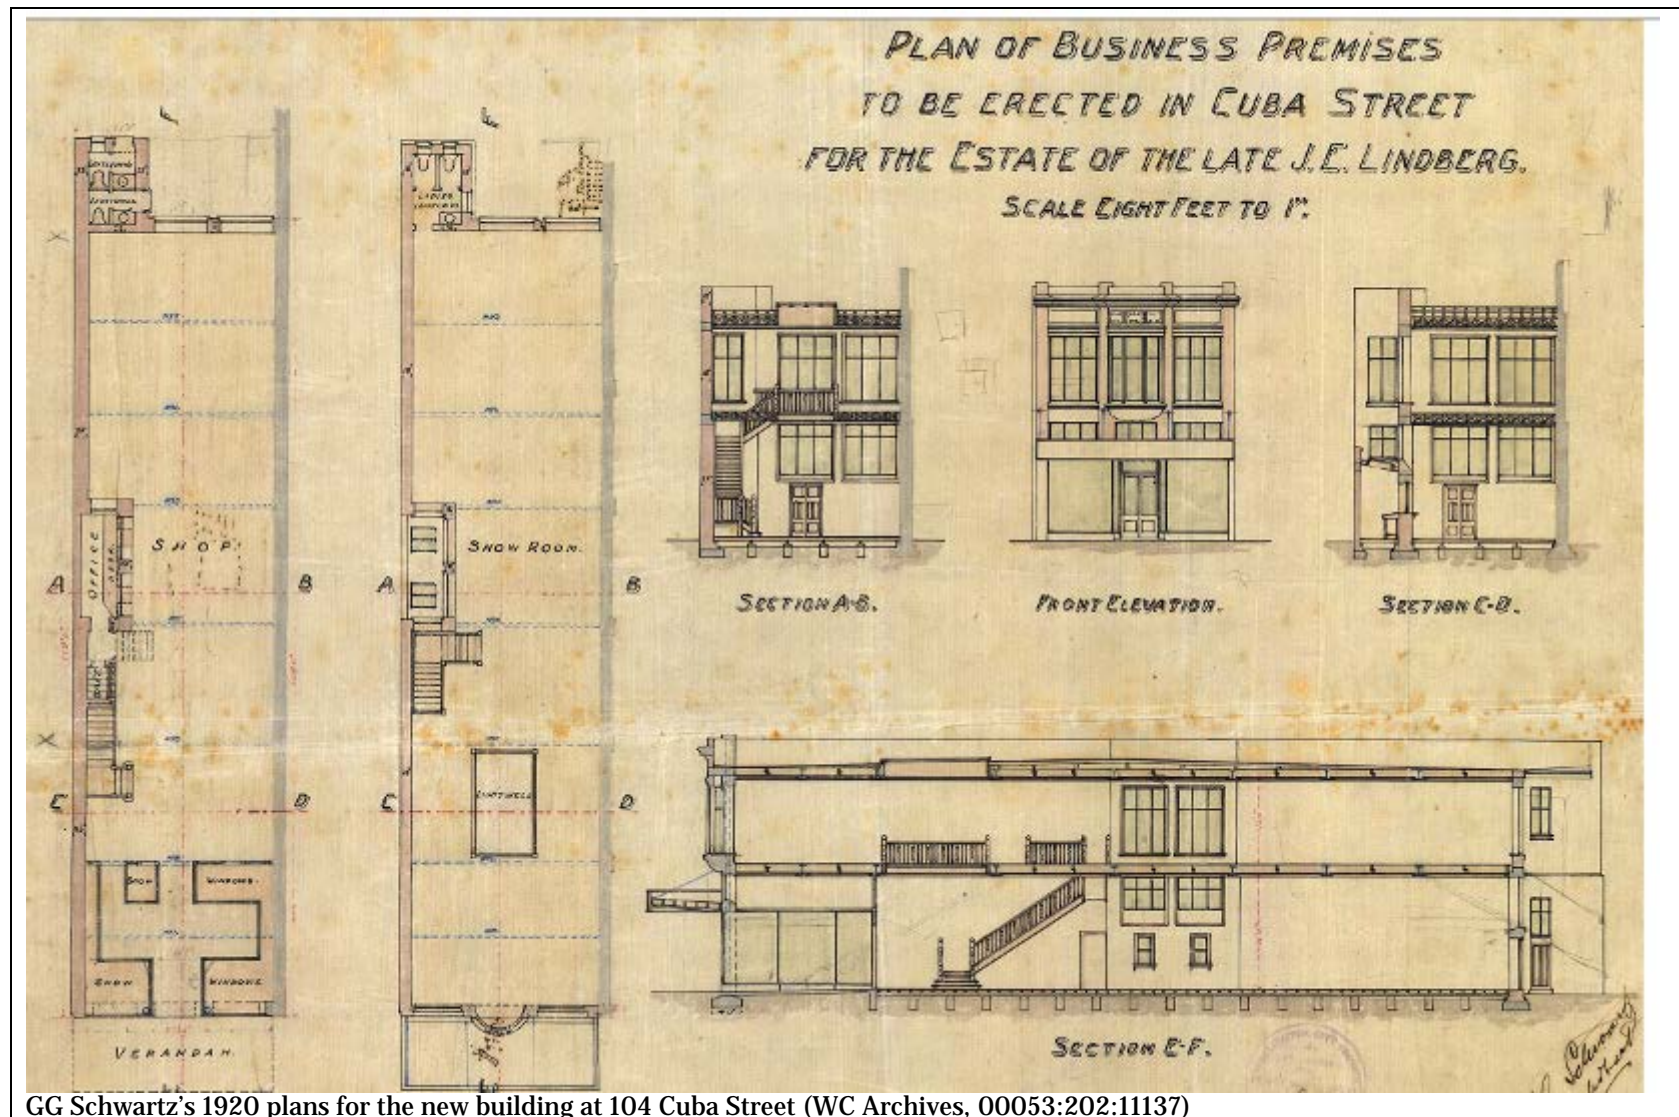 PLAN OF BUSINESS PREMISES
TO BE ERECTED IN CUBA STREET
FOR THE ESTATE OF THE LATE J.E. LINDBERG.
SCALE EIGHT FEET TO 1".
F
F
LADIES
OFFICE
SHOP.
SHOW ROOM.
A
B
A
B
SECTION A-B.
FRONT ELEVATION.
SECTION C-D.
C
D
C
LIGHTWELL
D
SHOW
WINDOWS.
SHOW
WINDOWS
VERANDAH.
E
SECTION E-F.
GG Schwartz's 1920 plans for the new building at 104 Cuba Street (WC Archives, 00053:202:11137)